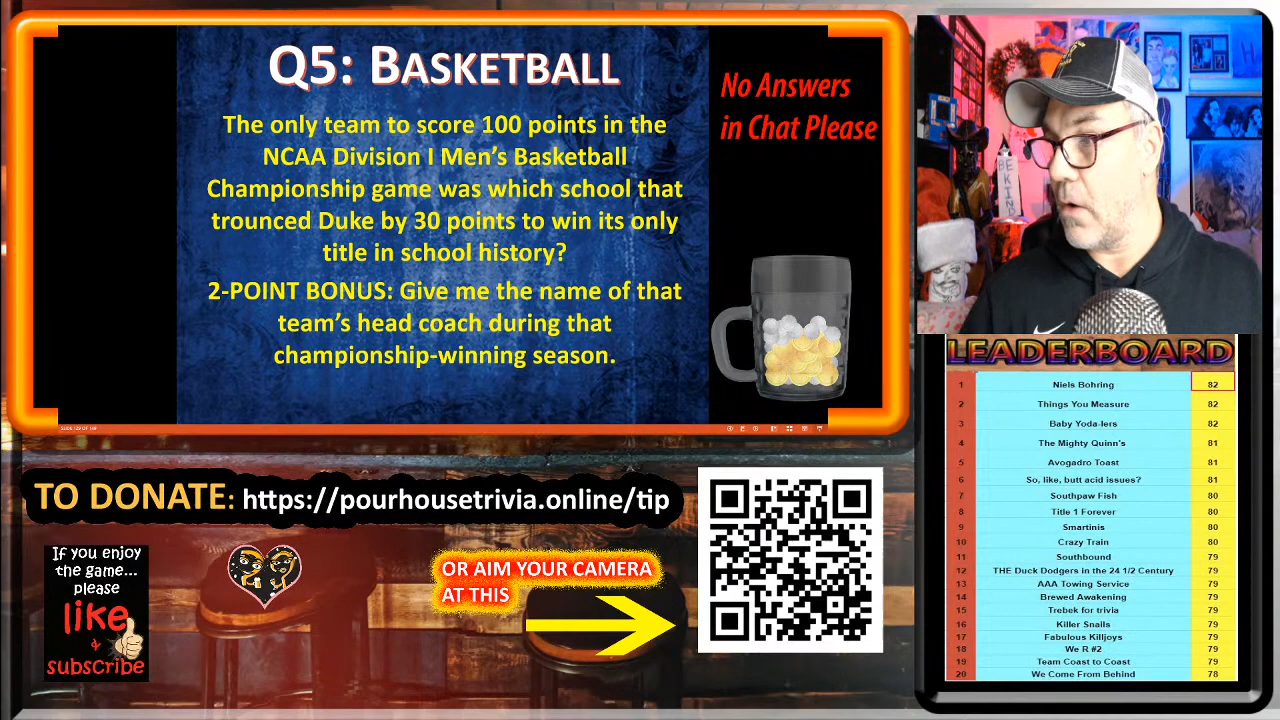 Q5: BASKETBALL
The only team to score 100 points in the
NCAA Division I Men's Basketball
Championship game was which school that
trounced Duke by 30 points to win its only
title in school history?
2-POINT BONUS: Give me the name of that
team's head coach during that
championship-winning season.
No Answers
in Chat Please
BE KIND
TO DONATE: https://pourhousetrivia.online/tip
If you enjoy
the game...
please
like
&
subscribe
OR AIM YOUR CAMERA
AT THIS
LEADERBOARD
1 Niels Bohring 82
2 Things You Measure 82
3 Baby Yoda-lers 82
4 The Mighty Quinn's 81
5 Avogadro Toast 81
6 So, like, butt acid issues? 81
7 Southpaw Fish 80
8 Title 1 Forever 80
9 Smartinis 80
10 Crazy Train 80
11 Southbound 79
12 THE Duck Dodgers in the 24 1/2 Century 79
13 AAA Towing Service 79
14 Brewed Awakening 79
15 Trebek for trivia 79
16 Killer Snails 79
17 Fabulous Killjoys 79
18 We R #2 79
19 Team Coast to Coast 79
20 We Come From Behind 78